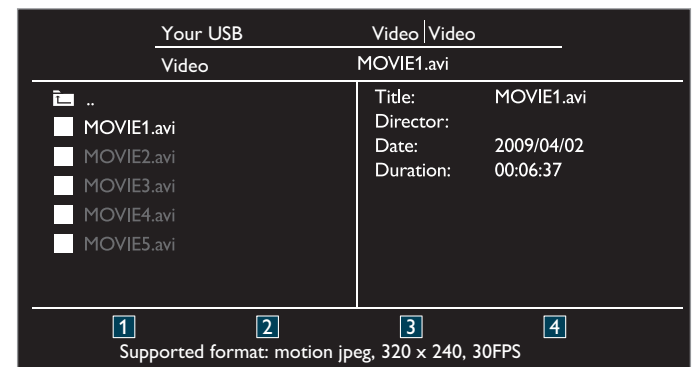 Your USB Video Video
Video MOVIE1.avi
..
MOVIE1.avi
MOVIE2.avi
MOVIE3.avi
MOVIE4.avi
MOVIE5.avi
Title: MOVIE1.avi
Director:
Date: 2009/04/02
Duration: 00:06:37
1 2 3 4
Supported format: motion jpeg, 320 x 240, 30FPS